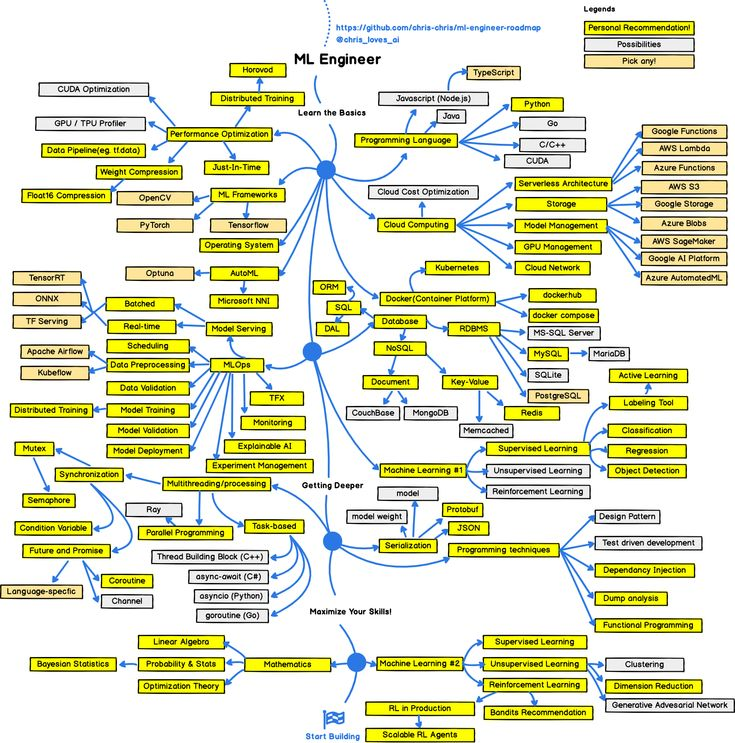 Legends
https://github.com/chris-chris/ml-engineer-roadmap
@chris_loves_ai
Personal Recommendation!
Possibilities
Pick any!
ML Engineer
Learn the Basics
Horovod
CUDA Optimization
Distributed Training
GPU / TPU Profiler
Performance Optimization
Data Pipeline(eg. tf.data)
Weight Compression
Just-In-Time
Float16 Compression
OpenCV
ML Frameworks
PyTorch
Tensorflow
Operating System
Optuna
AutoML
Microsoft NNI
TypeScript
Javascript (Node.js)
Java
Python
Programming Language
Go
C/C++
CUDA
Cloud Cost Optimization
Cloud Computing
Serverless Architecture
Storage
Model Management
GPU Management
Cloud Network
Google Functions
AWS Lambda
Azure Functions
AWS S3
Google Storage
Azure Blobs
AWS SageMaker
Google AI Platform
Azure AutomatedML
Kubernetes
Docker(Container Platform)
dockerhub
docker compose
ORM
SQL
DAL
Database
RDBMS
MS-SQL Server
MySQL
MariaDB
SQLite
PostgreSQL
NoSQL
Document
CouchBase
MongoDB
Key-Value
Redis
Memcached
TensorRT
ONNX
TF Serving
Batched
Real-time
Model Serving
Scheduling
Apache Airflow
Data Preprocessing
MLOps
Kubeflow
Data Validation
Distributed Training
Model Training
Model Validation
Model Deployment
TFX
Monitoring
Explainable AI
Experiment Management
Active Learning
Labeling Tool
Classification
Regression
Object Detection
Supervised Learning
Machine Learning #1
Unsupervised Learning
Reinforcement Learning
Getting Deeper
Mutex
Synchronization
Multithreading/processing
Semaphore
Condition Variable
Future and Promise
Language-specfic
Coroutine
Channel
Ray
Parallel Programming
Task-based
Thread Building Block (C++)
async-await (C#)
asyncio (Python)
goroutine (Go)
model
model weight
Protobuf
JSON
Serialization
Programming techniques
Design Pattern
Test driven development
Dependancy Injection
Dump analysis
Functional Programming
Maximize Your Skills!
Linear Algebra
Bayesian Statistics
Probability & Stats
Mathematics
Optimization Theory
Machine Learning #2
Supervised Learning
Unsupervised Learning
Reinforcement Learning
Clustering
Dimension Reduction
Generative Advesarial Network
RL in Production
Bandits Recommendation
Scalable RL Agents
Start Building